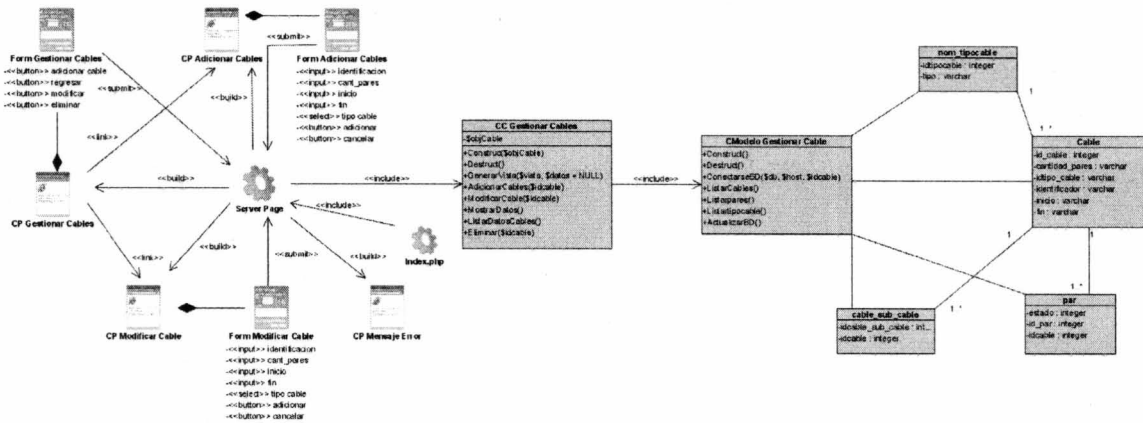 Form Gestionar Cables
-<<button>> adicionar cable
-<<button>> regresar
-<<button>> modificar
-<<button>> eliminar
<<submit>>
CP Adicionar Cables
<<submit>>
Form Adicionar Cables
-<<input>> identificacion
-<<input>> cant_pares
-<<input>> inicio
-<<input>> fin
-<<select>> tipo cable
-<<button>> adicionar
-<<button>> cancelar
<<build>>
<<link>>
<<build>>
CP Gestionar Cables
Server Page
<<include>>
<<include>>
Index.php
<<link>>
<<build>>
<<submit>>
<<build>>
CP Modificar Cable
Form Modificar Cable
-<<input>> identificacion
-<<input>> cant_pares
-<<input>> inicio
-<<input>> fin
-<<select>> tipo cable
-<<button>> adicionar
-<<button>> cancelar
CP Mensaje Error
CC Gestionar Cables
-$objCable
+Construc($objCable)
+Destruct()
+GenerarVista($vista, $datos = NULL)
+AdicionarCables($idcable)
+ModificarCable($idcable)
+MostrarDatos()
+ListarDatosCables()
+Eliminar($idcable)
<<include>>
CModelo Gestionar Cable
+Construct()
+Destruct()
+ConectarseBD($db, $host, $idcable)
+ListarCables()
+Listarpares()
+Listartipocable()
+ActualizarBD()
nom_tipocable
-idtipocable : integer
-tipo : varchar
1
1..*
Cable
-id_cable : integer
-cantidad_pares : varchar
-idtipo_cable : varchar
-identificador : varchar
-inicio : varchar
-fin : varchar
1
1
1..*
1..*
cable_sub_cable
-idcable_sub_cable : int...
-idcable : integer
par
-estado : integer
-id_par : integer
-idcable : integer